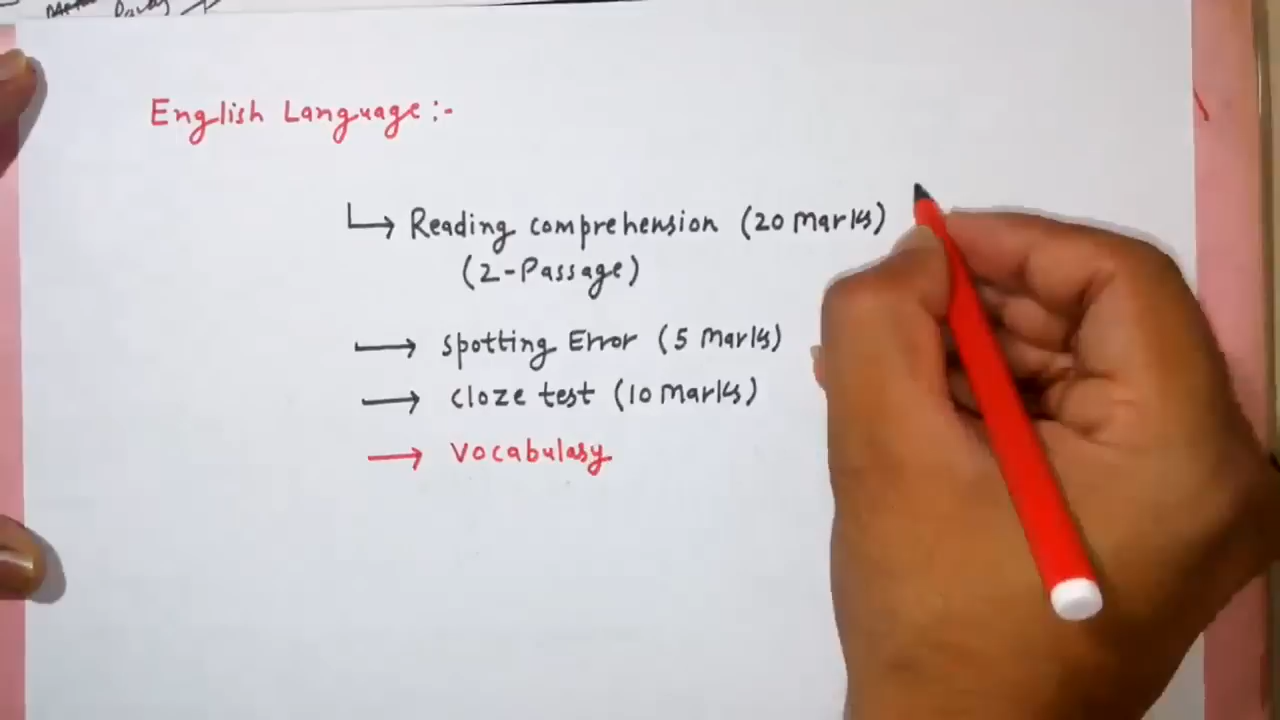 English Language :-
Reading comprehension (20 Marks)
(2-Passage)
spotting Error (5 Marks)
cloze test (10 Marks)
vocabulary